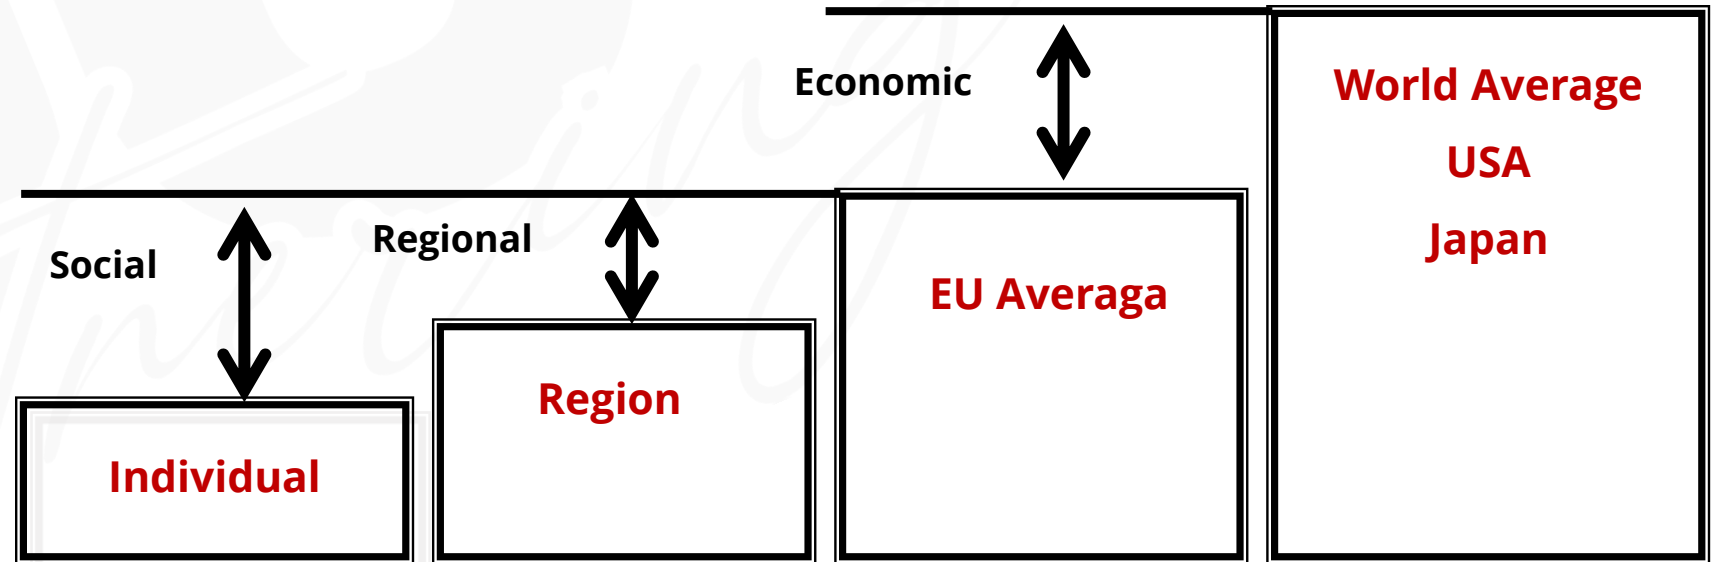 Economic
World Average
USA
Japan
Social
Regional
EU Averaga
Region
Individual